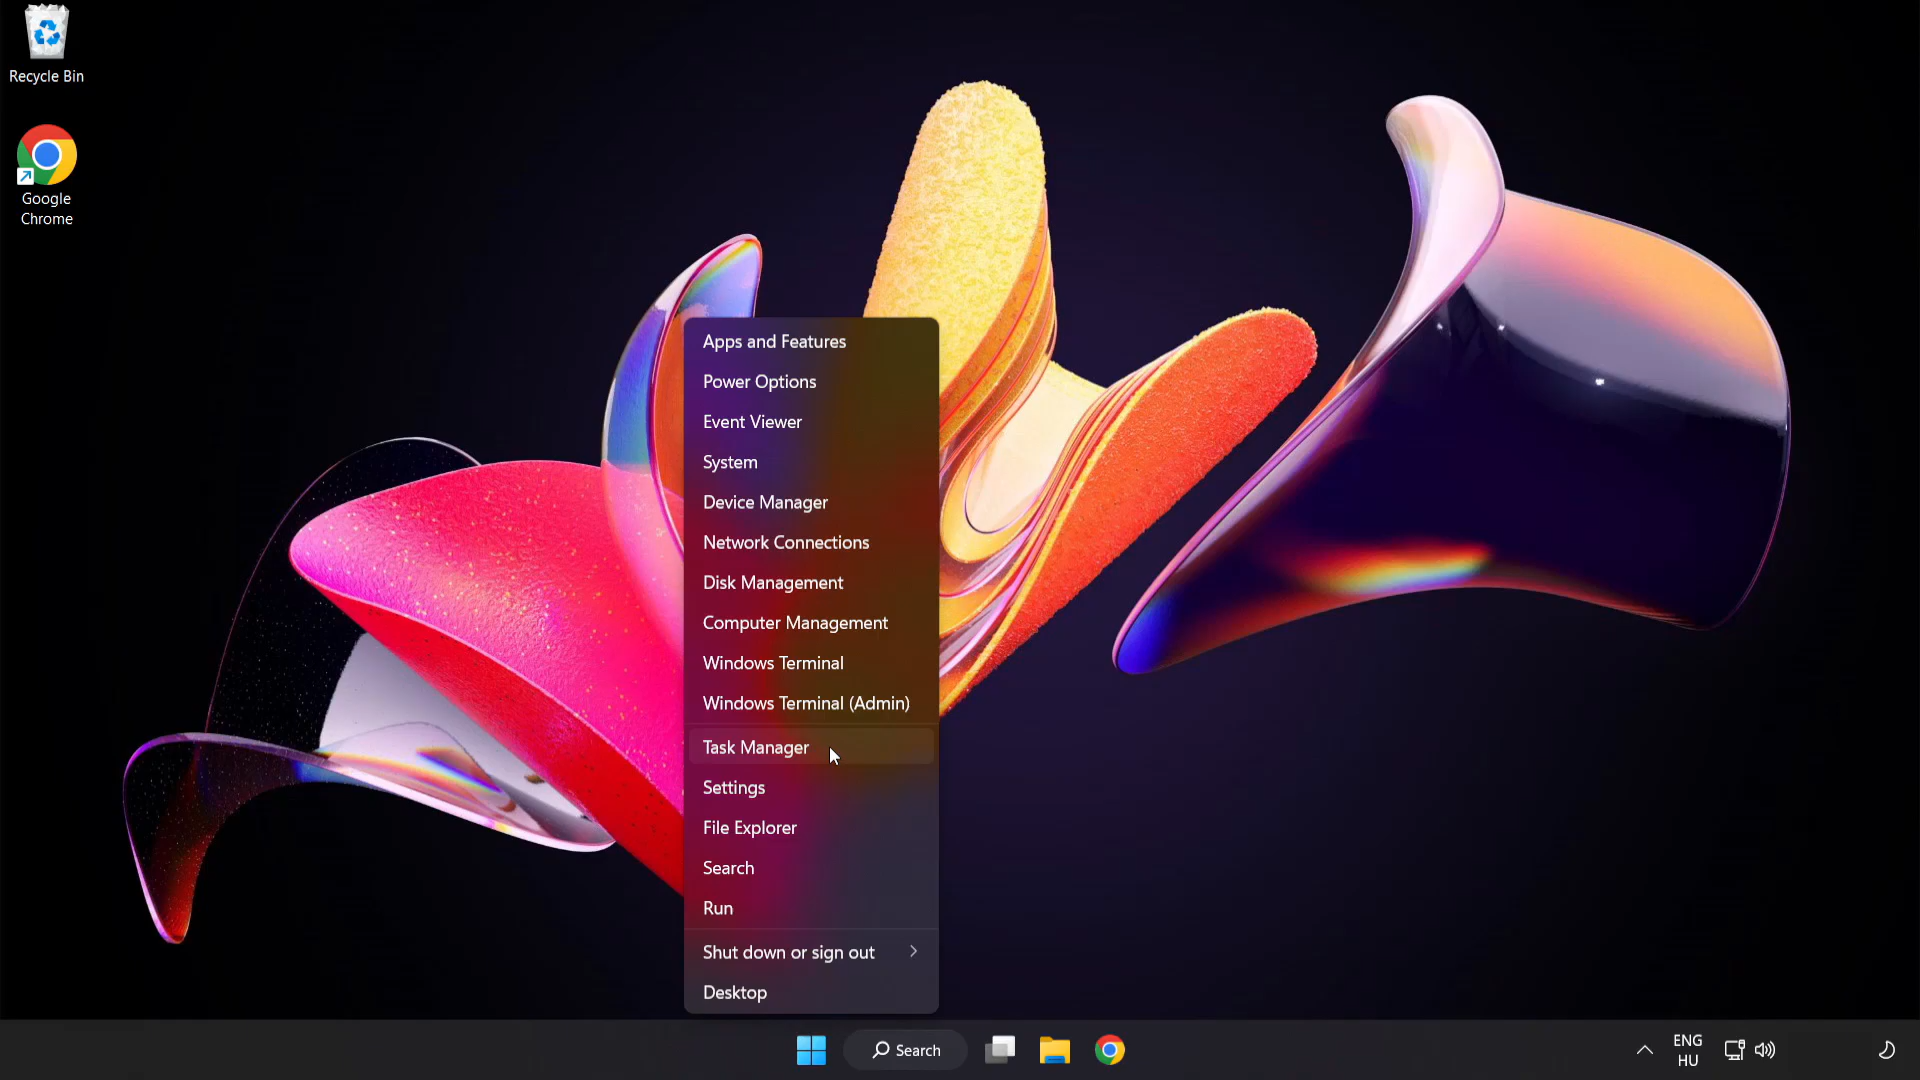 Recycle Bin
Google
Chrome
Apps and Features
Power Options
Event Viewer
System
Device Manager
Network Connections
Disk Management
Computer Management
Windows Terminal
Windows Terminal (Admin)
Task Manager
Settings
File Explorer
Search
Run
Shut down or sign out
Desktop
Search
ENG
HU